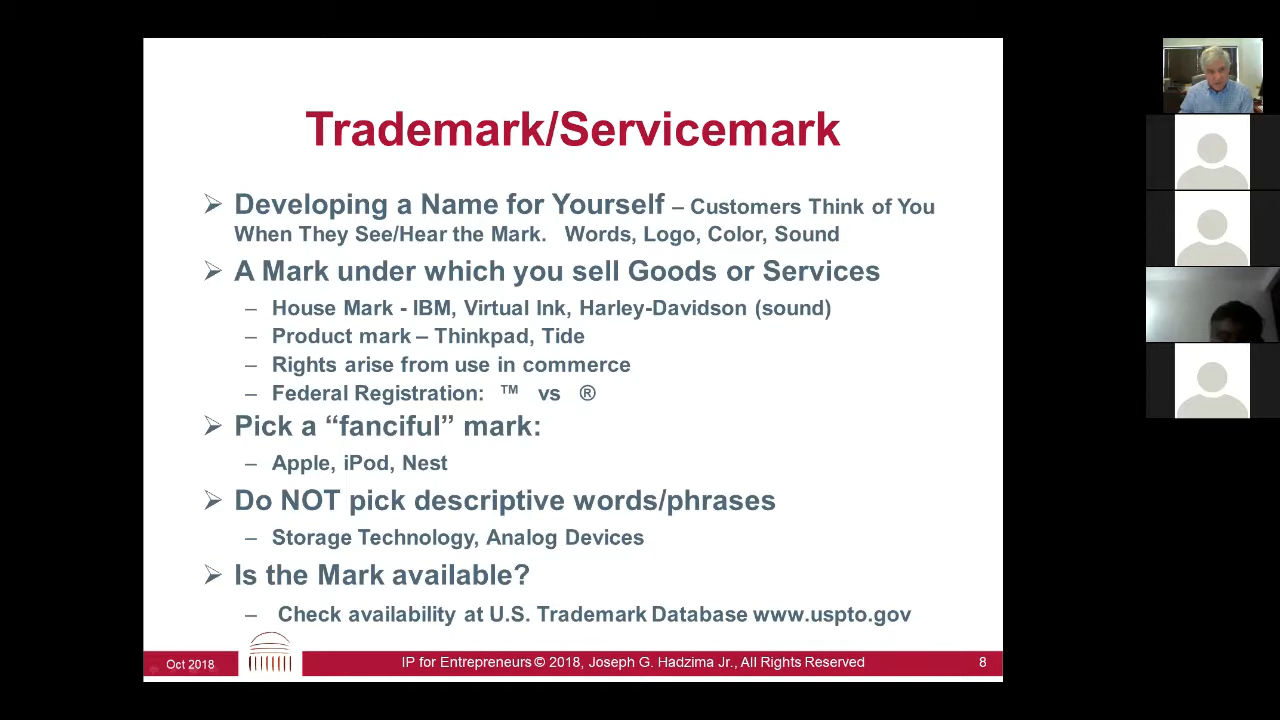 Trademark/Servicemark
➢ Developing a Name for Yourself – Customers Think of You
When They See/Hear the Mark. Words, Logo, Color, Sound
➢ A Mark under which you sell Goods or Services
– House Mark - IBM, Virtual Ink, Harley-Davidson (sound)
– Product mark – Thinkpad, Tide
– Rights arise from use in commerce
– Federal Registration: ™ vs ®
➢ Pick a “fanciful” mark:
– Apple, iPod, Nest
➢ Do NOT pick descriptive words/phrases
– Storage Technology, Analog Devices
➢ Is the Mark available?
– Check availability at U.S. Trademark Database www.uspto.gov
Oct 2018
IP for Entrepreneurs © 2018, Joseph G. Hadzima Jr., All Rights Reserved
8